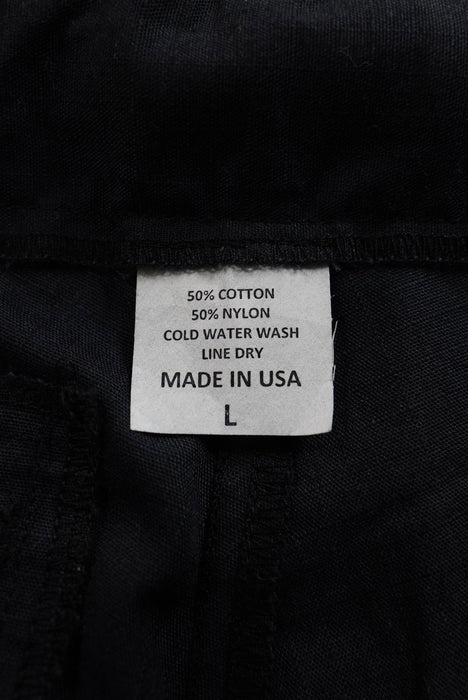 50% COTTON
50% NYLON
COLD WATER WASH
LINE DRY
MADE IN USA
L